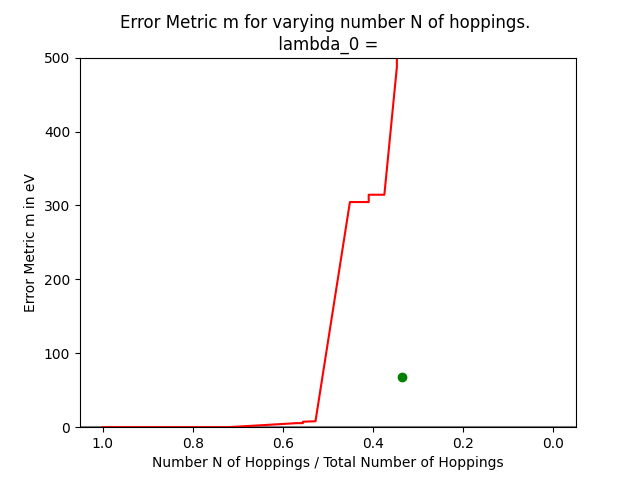 Error Metric m for varying number N of hoppings.
lambda_0 =
500
400
300
200
100
0
Error Metric m in eV
1.0 0.8 0.6 0.4 0.2 0.0
Number N of Hoppings / Total Number of Hoppings